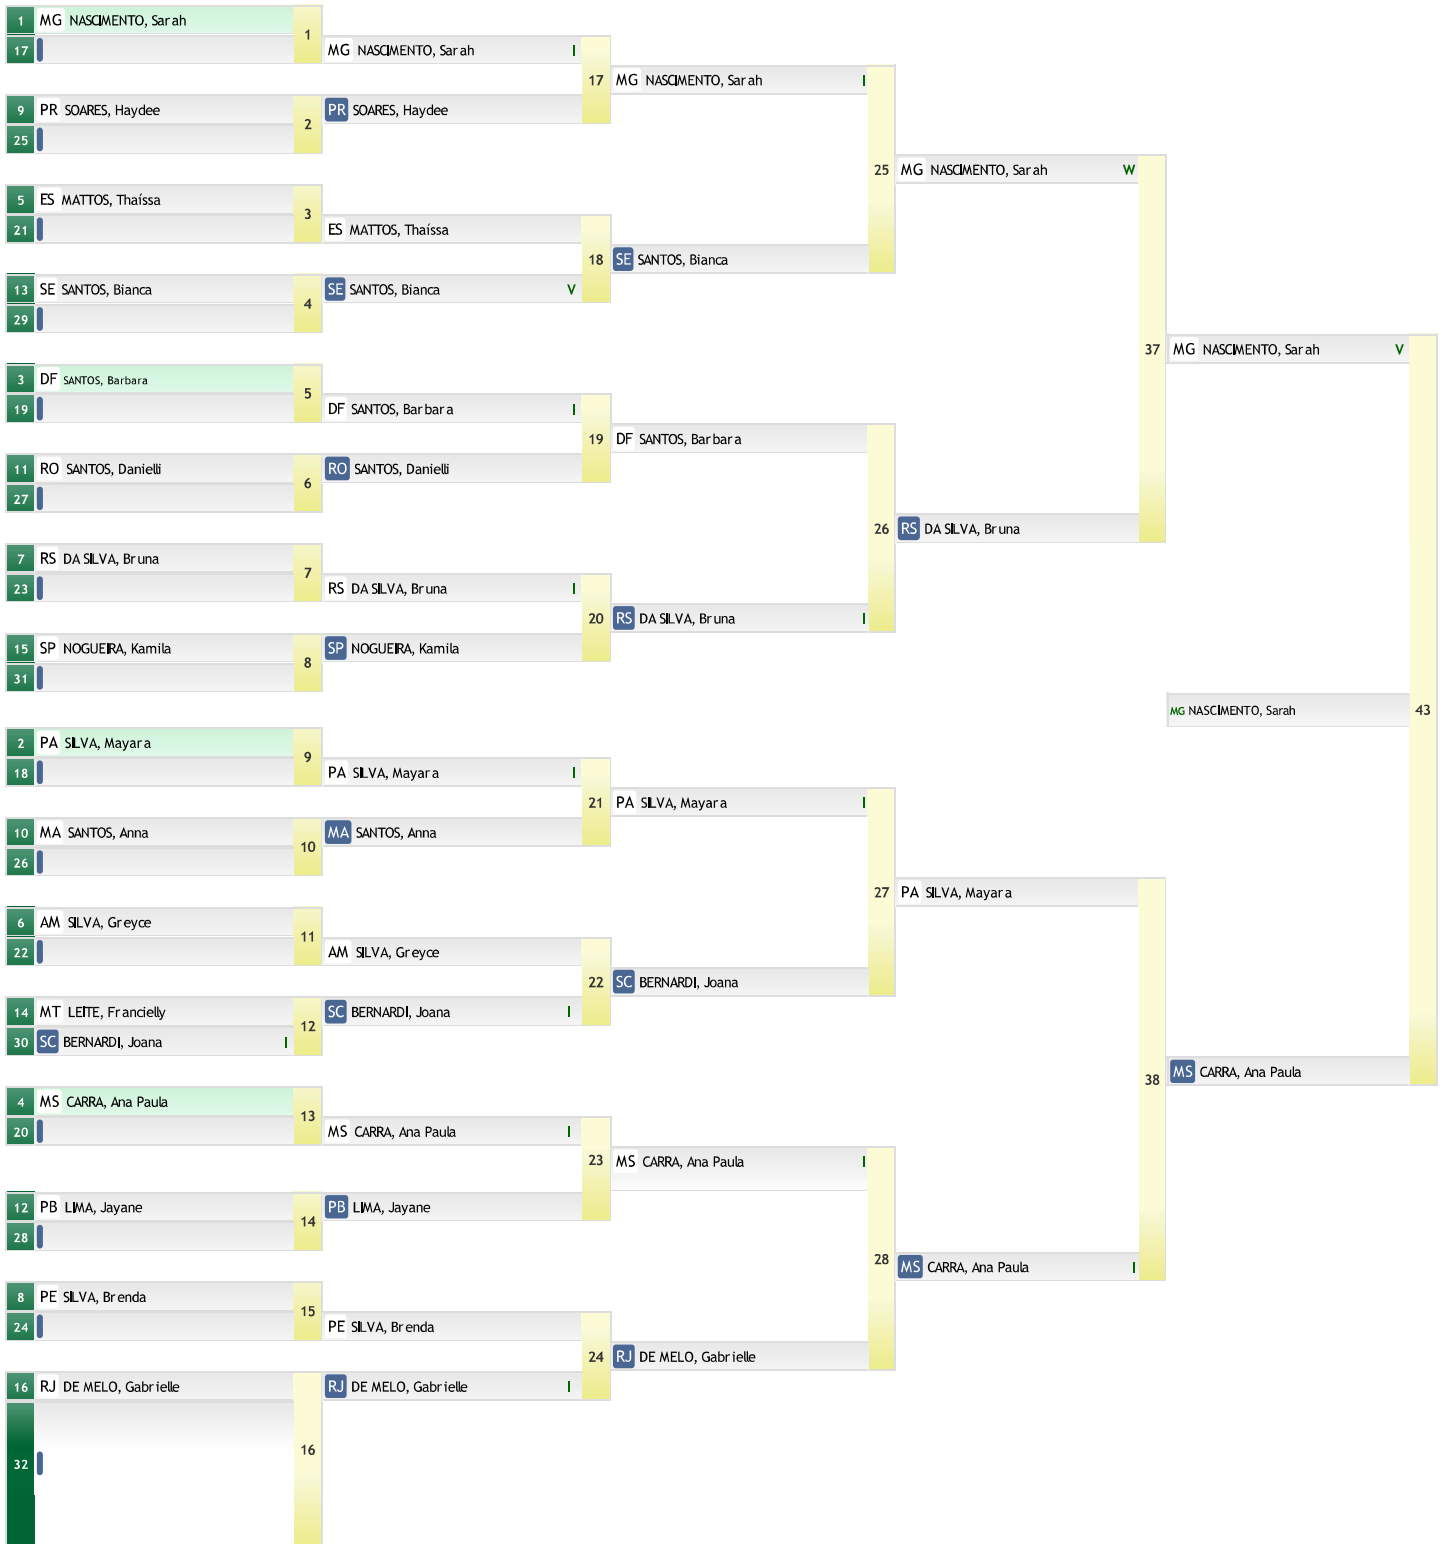 1 MG NASCIMENTO, Sarah
17
1
MG NASCIMENTO, Sarah I
17
MG NASCIMENTO, Sarah I
9 PR SOARES, Haydee
25
2
PR SOARES, Haydee
25
MG NASCIMENTO, Sarah W
5 ES MATTOS, Thaíssa
21
3
ES MATTOS, Thaíssa
18
SE SANTOS, Bianca
13 SE SANTOS, Bianca
29
4
SE SANTOS, Bianca V
37
MG NASCIMENTO, Sarah V
3 DF SANTOS, Barbara
19
5
DF SANTOS, Barbara I
19
DF SANTOS, Barbara
11 RO SANTOS, Danielli
27
6
RO SANTOS, Danielli
26
RS DA SILVA, Bruna
7 RS DA SILVA, Bruna
23
7
RS DA SILVA, Bruna I
20
RS DA SILVA, Bruna I
15 SP NOGUEIRA, Kamila
31
8
SP NOGUEIRA, Kamila
MG NASCIMENTO, Sarah
43
2 PA SILVA, Mayara
18
9
PA SILVA, Mayara I
21
PA SILVA, Mayara I
10 MA SANTOS, Anna
26
10
MA SANTOS, Anna
27
PA SILVA, Mayara
6 AM SILVA, Greyce
22
11
AM SILVA, Greyce
22
SC BERNARDI, Joana
14 MT LEITE, Francielly
30 SC BERNARDI, Joana I
12
SC BERNARDI, Joana I
38
MS CARRA, Ana Paula
4 MS CARRA, Ana Paula
20
13
MS CARRA, Ana Paula I
23
MS CARRA, Ana Paula I
12 PB LIMA, Jayane
28
14
PB LIMA, Jayane
28
MS CARRA, Ana Paula I
8 PE SILVA, Brenda
24
15
PE SILVA, Brenda
24
RJ DE MELO, Gabrielle
16 RJ DE MELO, Gabrielle
32
16
RJ DE MELO, Gabrielle I